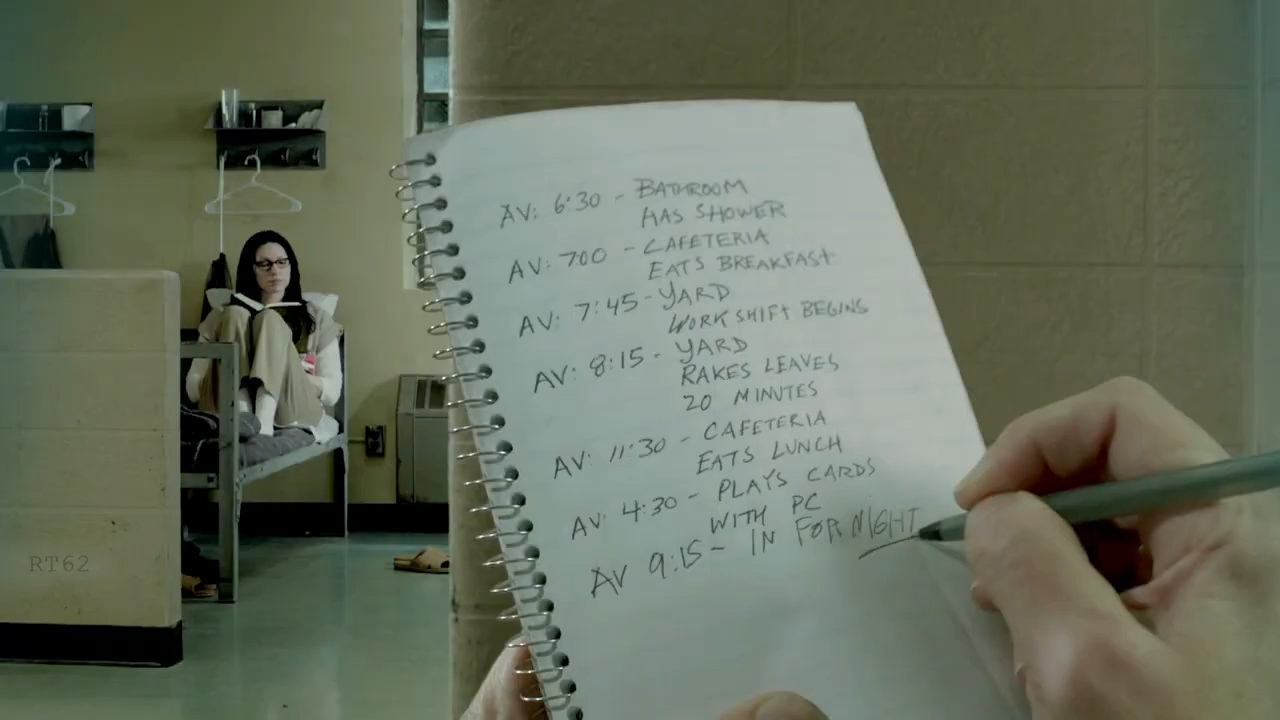 AV: 6:30 - BATHROOM
HAS SHOWER
AV: 700 - CAFETERIA
EATS BREAKFAST
AV: 7:45 - YARD
WORK SHIFT BEGINS
AV: 8:15 - YARD
RAKES LEAVES
20 MINUTES
AV: 11:30 - CAFETERIA
EATS LUNCH
AV: 4:30 - PLAYS CARDS
WITH PC
AV 9:15 - IN FOR NIGHT
RT62